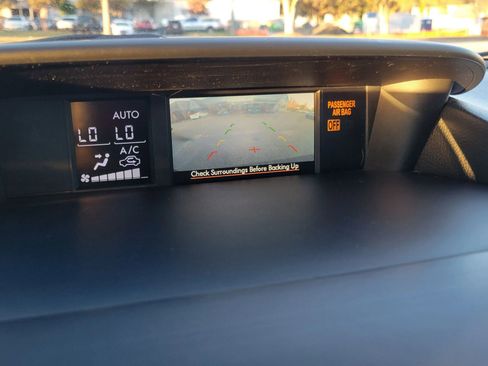 AUTO
LO LO
A/C
Check Surroundings Before Backing Up
PASSENGER
AIR BAG
OFF